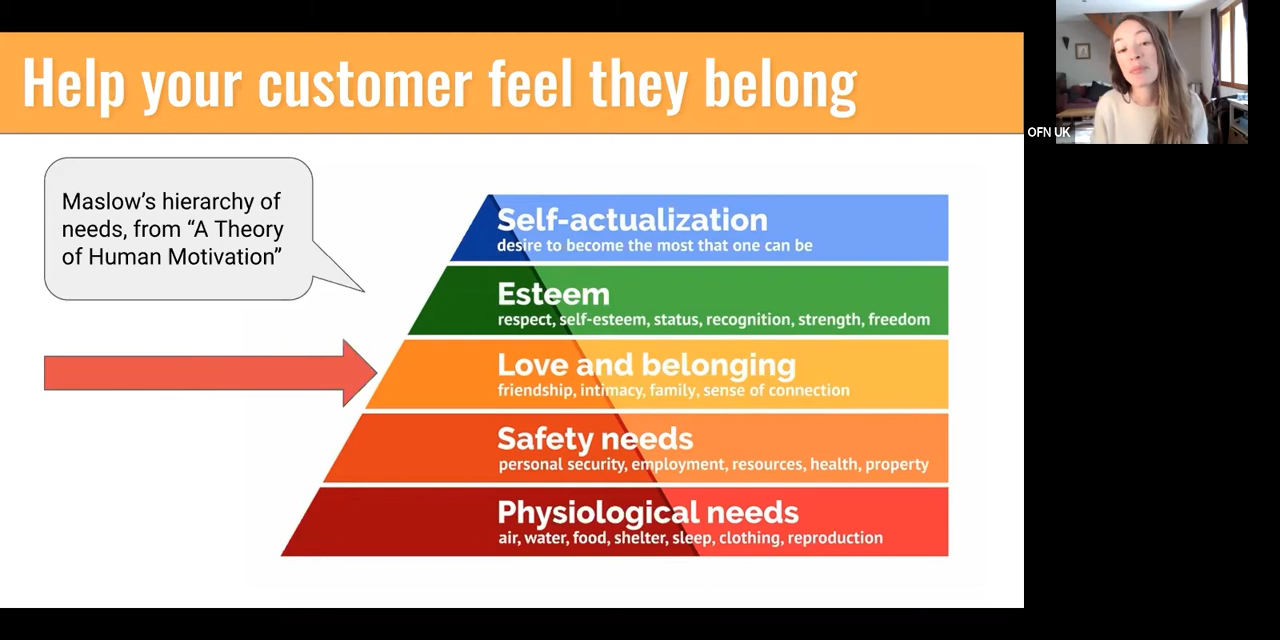 Help your customer feel they belong
Maslow’s hierarchy of
needs, from “A Theory
of Human Motivation”
Self-actualization
desire to become the most that one can be
Esteem
respect, self-esteem, status, recognition, strength, freedom
Love and belonging
friendship, intimacy, family, sense of connection
Safety needs
personal security, employment, resources, health, property
Physiological needs
air, water, food, shelter, sleep, clothing, reproduction
OFN UK